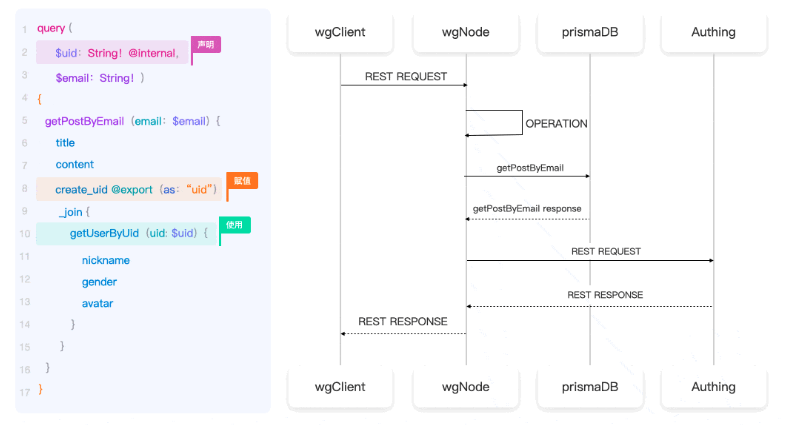 1 query (
2 $uid: String! @internal,
声明
3 $email: String! )
4 {
5 getPostByEmail (email: $email) {
6 title
7 content
8 create_uid @export (as: “uid”)
赋值
9 _join {
10 getUserByUid (uid: $uid) {
使用
11 nickname
12 gender
13 avatar
14 }
15 }
16 }
17 }
wgClient wgNode prismaDB Authing
REST REQUEST
OPERATION
getPostByEmail
getPostByEmail response
REST REQUEST
REST RESPONSE
REST RESPONSE
wgClient wgNode prismaDB Authing